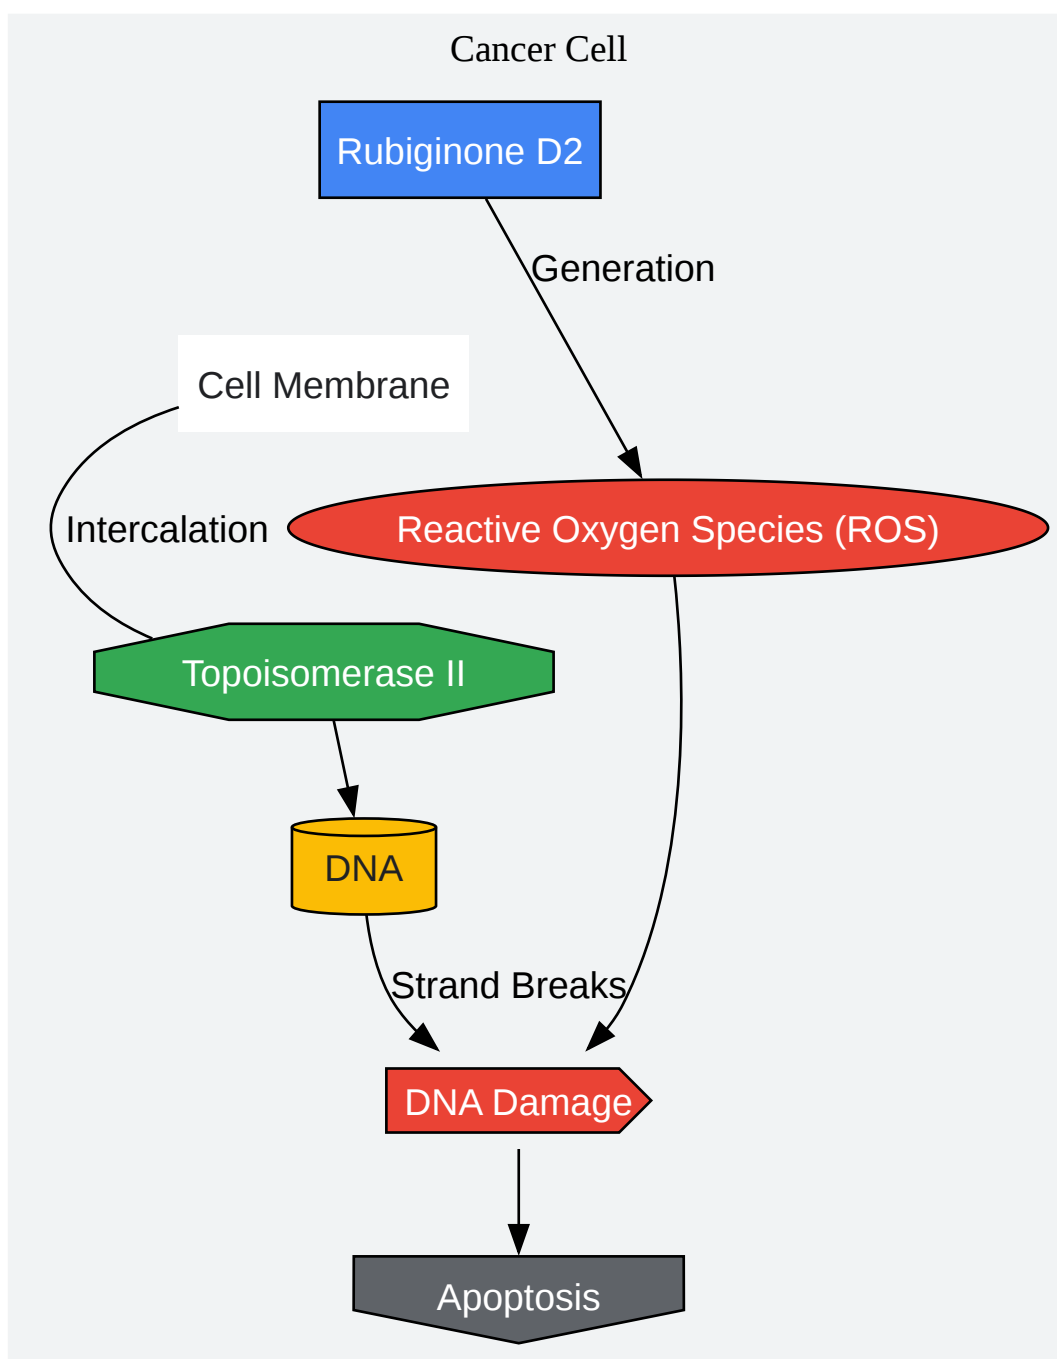 Cancer Cell
Rubiginone D2
Generation
Cell Membrane
Intercalation
Reactive Oxygen Species (ROS)
Topoisomerase II
DNA
Strand Breaks
DNA Damage
Apoptosis